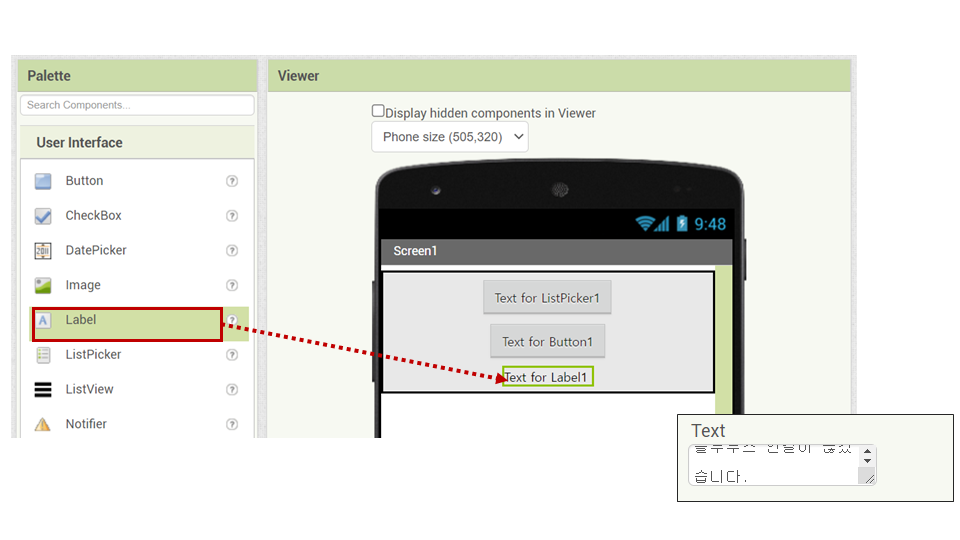 Palette
Search Components...
User Interface
Button
?
CheckBox
?
DatePicker
?
Image
?
Label
?
ListPicker
?
ListView
?
Notifier
?
Viewer
Display hidden components in Viewer
Phone size (505,320)
9:48
Screen1
Text for ListPicker1
Text for Button1
Text for Label1
Text
습니다.